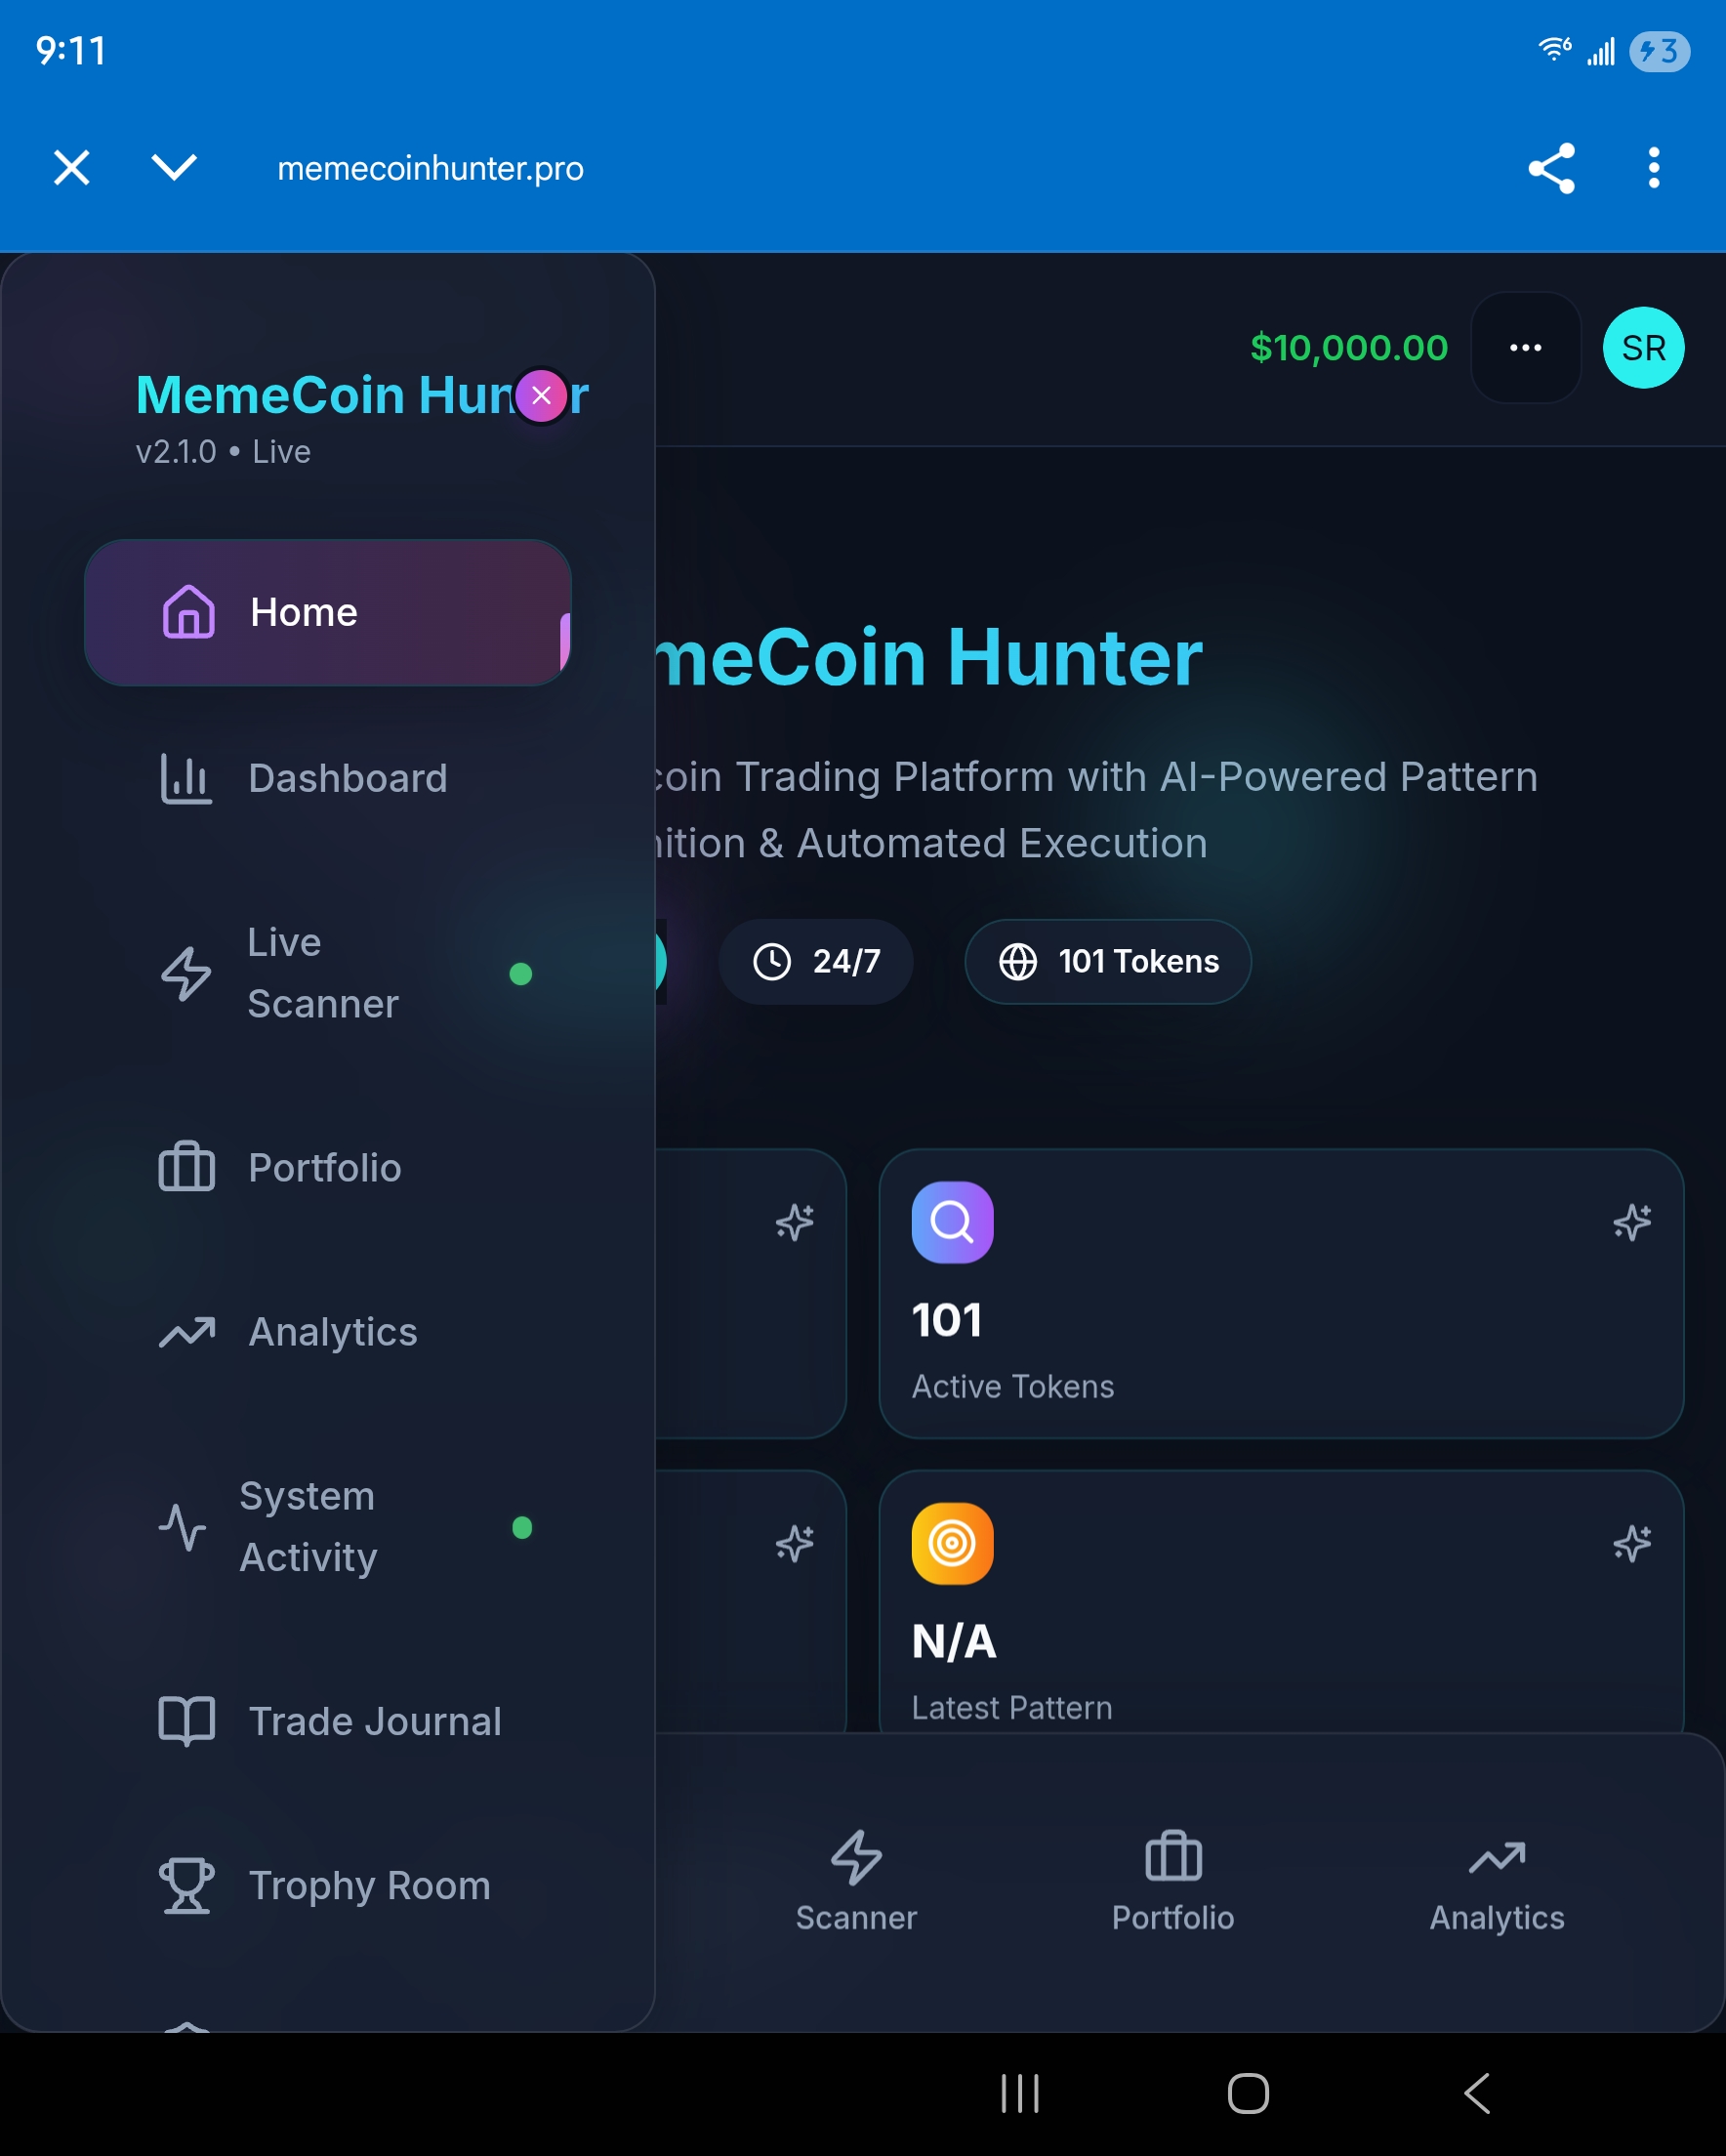 9:11
6
3
memecoinhunter.pro
$10,000.00
SR
MemeCoin Hun r
v2.1.0 • Live
Home
Dashboard
Live
Scanner
Portfolio
Analytics
System
Activity
Trade Journal
Trophy Room
meCoin Hunter
coin Trading Platform with AI-Powered Pattern
nition & Automated Execution
24/7
101 Tokens
101
Active Tokens
N/A
Latest Pattern
Scanner
Portfolio
Analytics